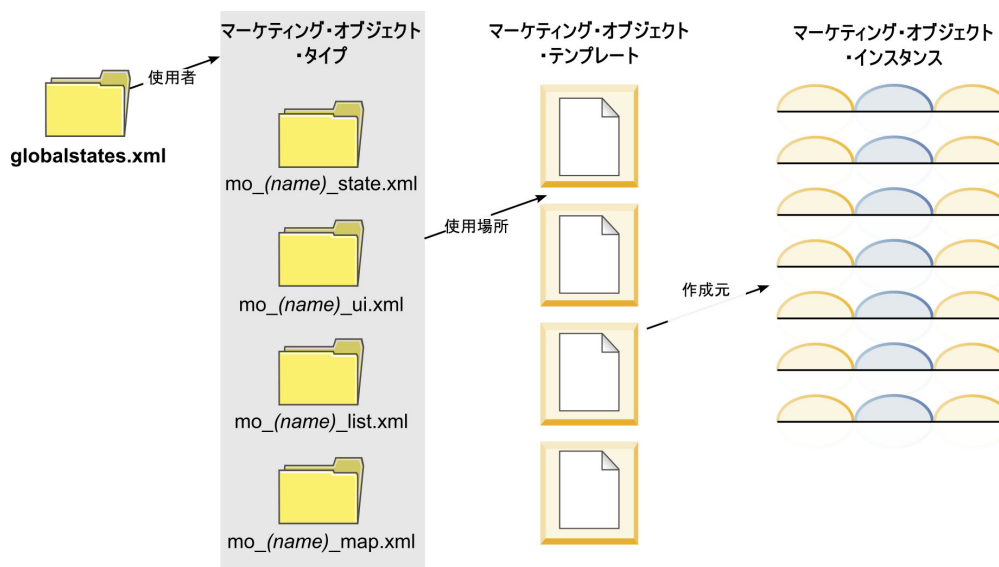 マーケティング・オブジェクト
・タイプ
マーケティング・オブジェクト
・テンプレート
マーケティング・オブジェクト
・インスタンス
使用者
globalstates.xml
mo_(name)_state.xml
使用場所
mo_(name)_ui.xml
作成元
mo_(name)_list.xml
mo_(name)_map.xml